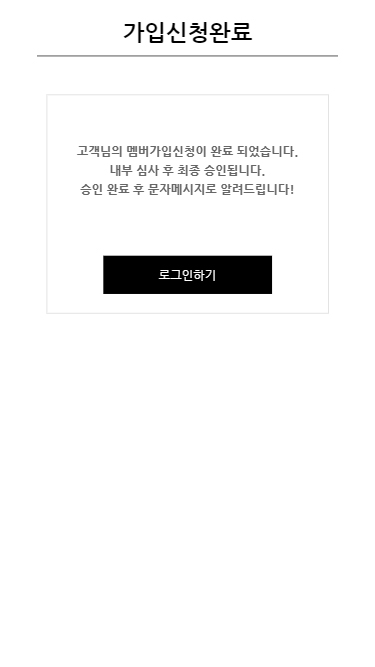 가입신청완료
고객님의 멤버가입신청이 완료 되었습니다.
내부 심사 후 최종 승인됩니다.
승인 완료 후 문자메시지로 알려드립니다!
로그인하기